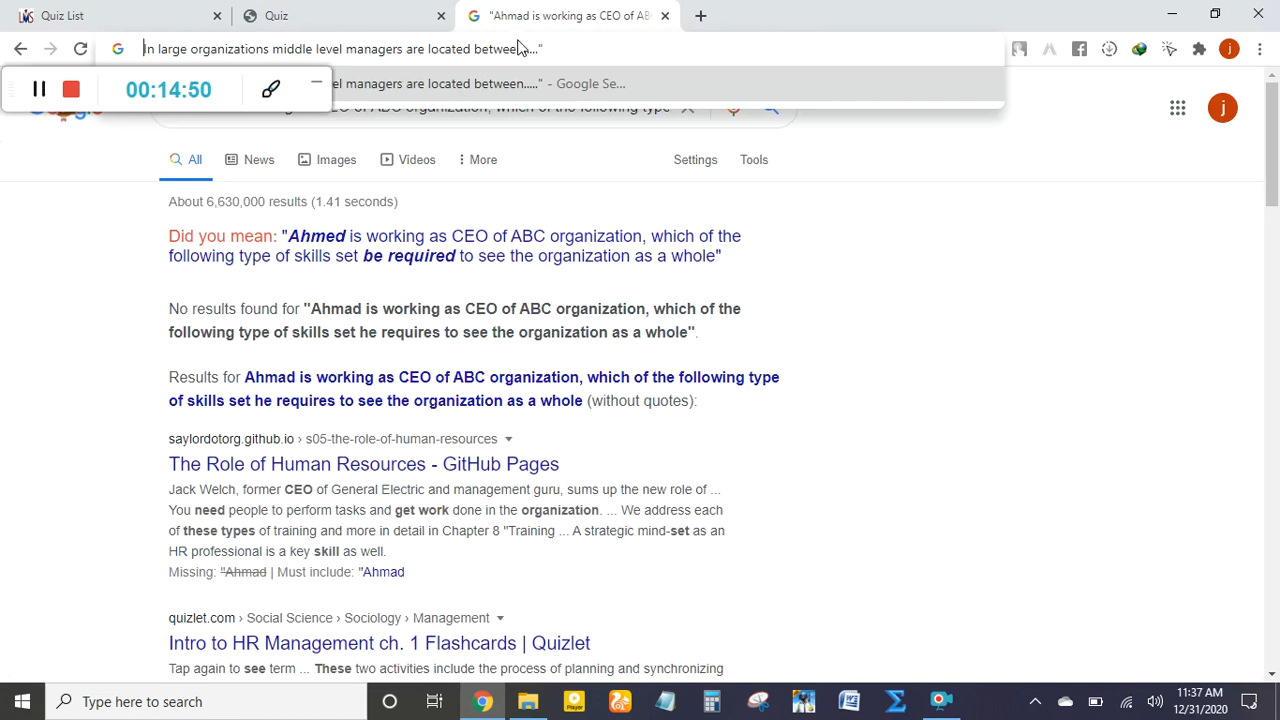 Quiz List
Quiz
"Ahmad is working as CEO of AB
In large organizations middle level managers are located between....."
00:14:50
el managers are located between....." - Google Se...
All
News
Images
Videos
More
Settings
Tools
j
j
About 6,630,000 results (1.41 seconds)
Did you mean: "Ahmed is working as CEO of ABC organization, which of the
following type of skills set be required to see the organization as a whole"
No results found for "Ahmad is working as CEO of ABC organization, which of the
following type of skills set he requires to see the organization as a whole".
Results for Ahmad is working as CEO of ABC organization, which of the following type
of skills set he requires to see the organization as a whole (without quotes):
saylordotorg.github.io › s05-the-role-of-human-resources
The Role of Human Resources - GitHub Pages
Jack Welch, former CEO of General Electric and management guru, sums up the new role of ...
You need people to perform tasks and get work done in the organization. ... We address each
of these types of training and more in detail in Chapter 8 "Training ... A strategic mind-set as an
HR professional is a key skill as well.
Missing: "Ahmad | Must include: "Ahmad
quizlet.com › Social Science › Sociology › Management
Intro to HR Management ch. 1 Flashcards | Quizlet
Tap again to see term ... These two activities include the process of planning and synchronizing
Type here to search
11:37 AM
12/31/2020